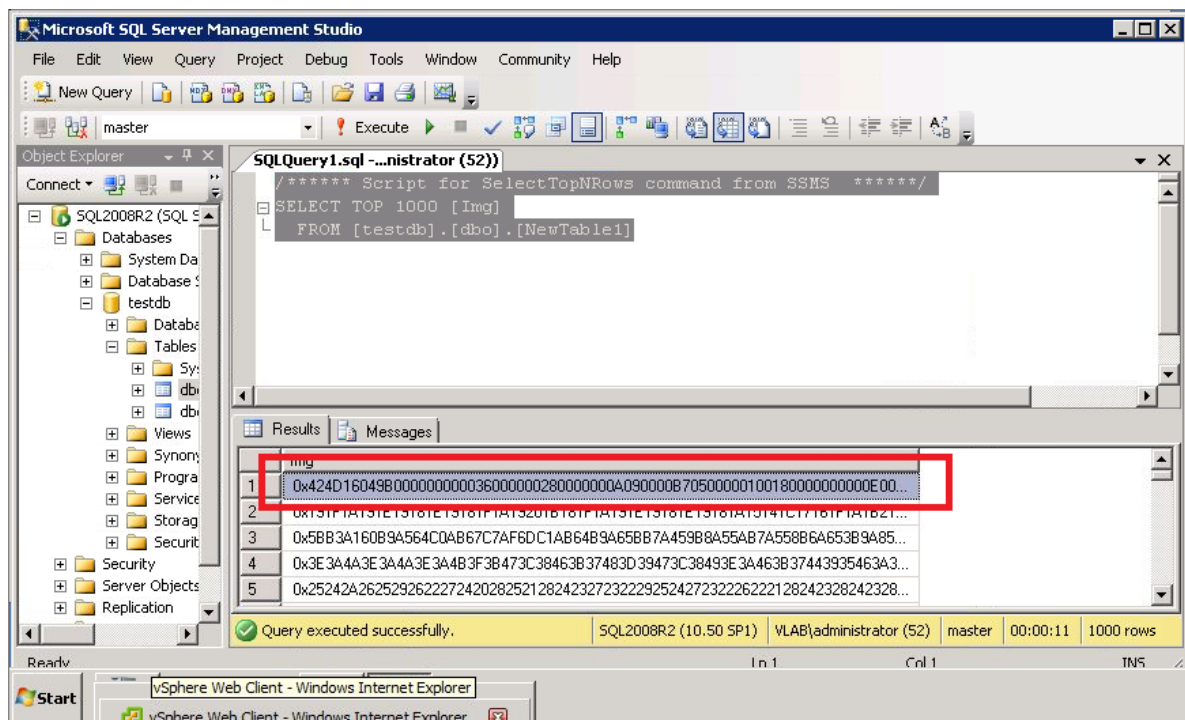 Microsoft SQL Server Management Studio
File Edit View Query Project Debug Tools Window Community Help
New Query
master Execute
Object Explorer
SQLQuery1.sql -...nistrator (52))
Connect
/****** Script for SelectTopNRows command from SSMS ******/
SELECT TOP 1000 [Img]
FROM [testdb].[dbo].[NewTable1]
SQL2008R2 (SQL S
Databases
System Da
Database S
testdb
Databa
Tables
Sys
dbo
dbo
Views
Synony
Progra
Service
Storag
Securit
Security
Server Objects
Replication
Results Messages
Img
1 0x424D16049B000000000036000000280000000A090000B70500000100180000000000E00...
2
3 0x5BB3A160B9A564C0AB67C7AF6DC1AB64B9A65BB7A459B8A55AB7A558B6A653B9A85...
4 0x3E3A4A3E3A4A3E3A4B3F3B473C38463B37483D39473C38493E3A463B37443935463A3...
5 0x25242A262529262227242028252128242327232229252427232226222128242328242328...
Query executed successfully. SQL2008R2 (10.50 SP1) VLAB\administrator (52) master 00:00:11 1000 rows
Ready Ln 1 Col 1 INS
Start
vSphere Web Client - Windows Internet Explorer
vSphere Web Client - Windows Internet Explorer